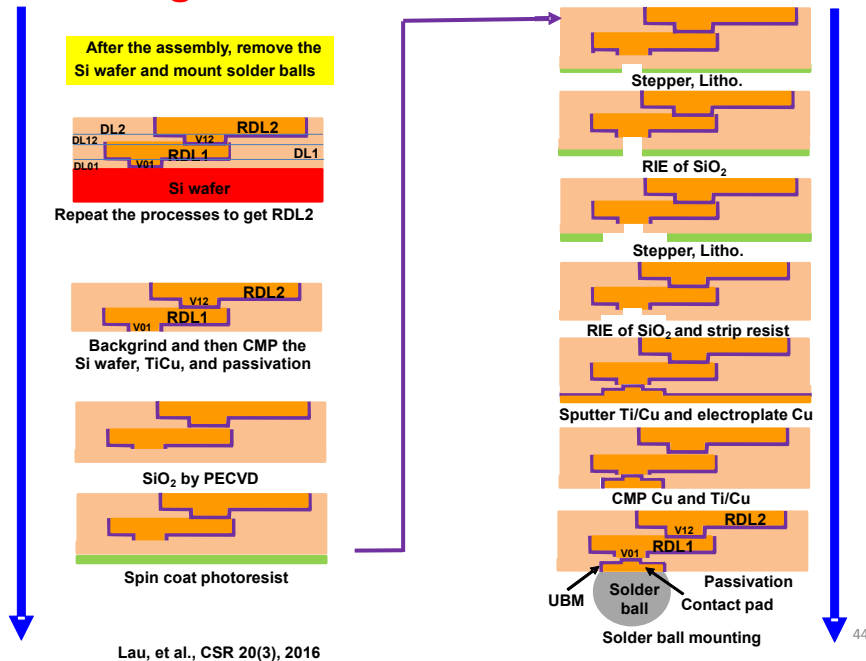 After the assembly, remove the
Si wafer and mount solder balls
DL2
RDL2
DL12
V12
RDL1
DL1
DL01
V01
Si wafer
Repeat the processes to get RDL2
V12
RDL2
V01
RDL1
Backgrind and then CMP the
Si wafer, TiCu, and passivation
SiO2 by PECVD
Spin coat photoresist
Stepper, Litho.
RIE of SiO2
Stepper, Litho.
RIE of SiO2 and strip resist
Sputter Ti/Cu and electroplate Cu
CMP Cu and Ti/Cu
V12
RDL2
V01
RDL1
UBM
Solder
ball
Passivation
Contact pad
Solder ball mounting
Lau, et al., CSR 20(3), 2016
44